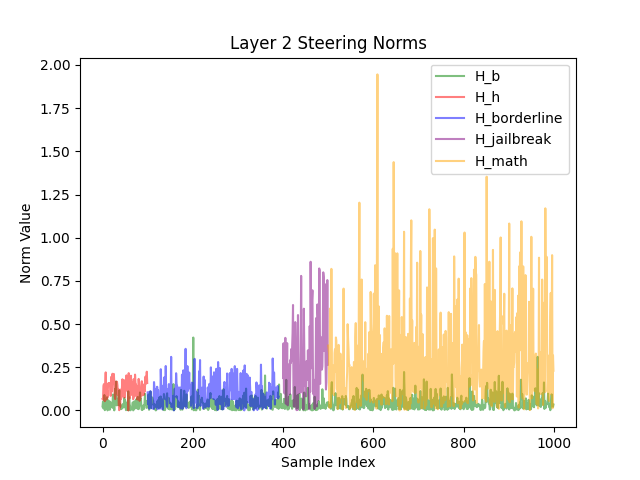 Layer 2 Steering Norms
2.00
1.75
1.50
1.25
1.00
0.75
0.50
0.25
0.00
Norm Value
H_b
H_h
H_borderline
H_jailbreak
H_math
0
200
400
600
800
1000
Sample Index